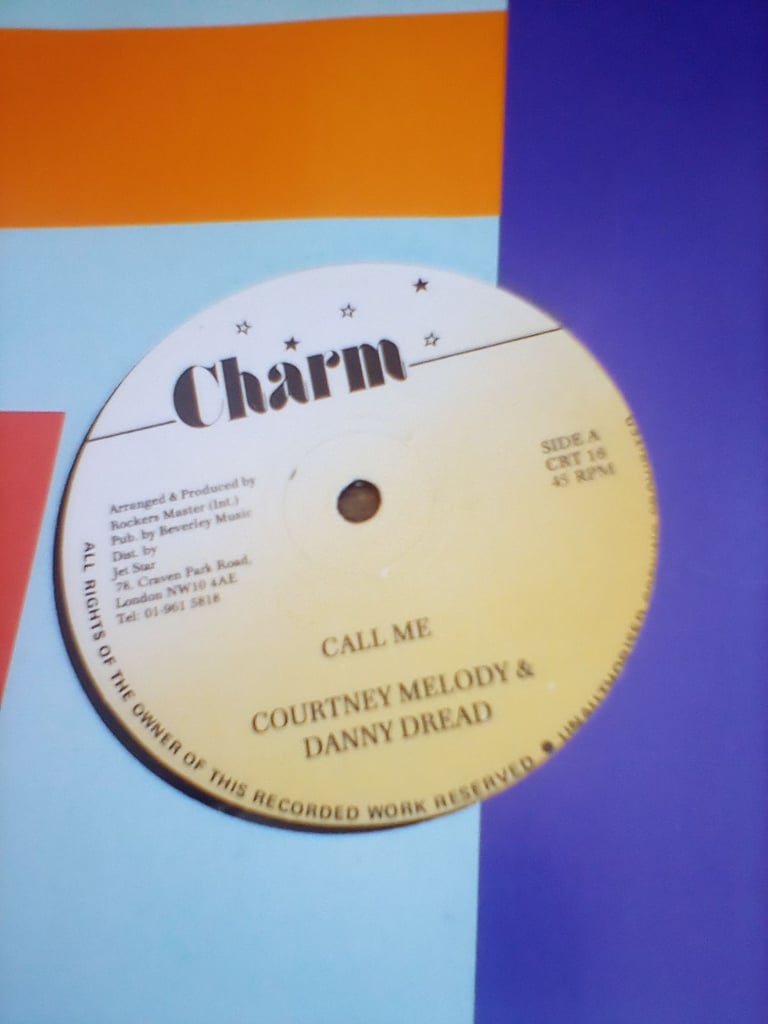 Charm
SIDE A
CRT 16
45 RPM
Arranged & Produced by
Rockers Master (Int.)
Pub. by Beverley Music
Dist. by
Jet Star
78, Craven Park Road,
London NW10 4AE
Tel: 01-961 5818
CALL ME
COURTNEY MELODY &
DANNY DREAD
ALL RIGHTS OF THE OWNER OF THIS RECORDED WORK RESERVED ● UNAUTHORISED